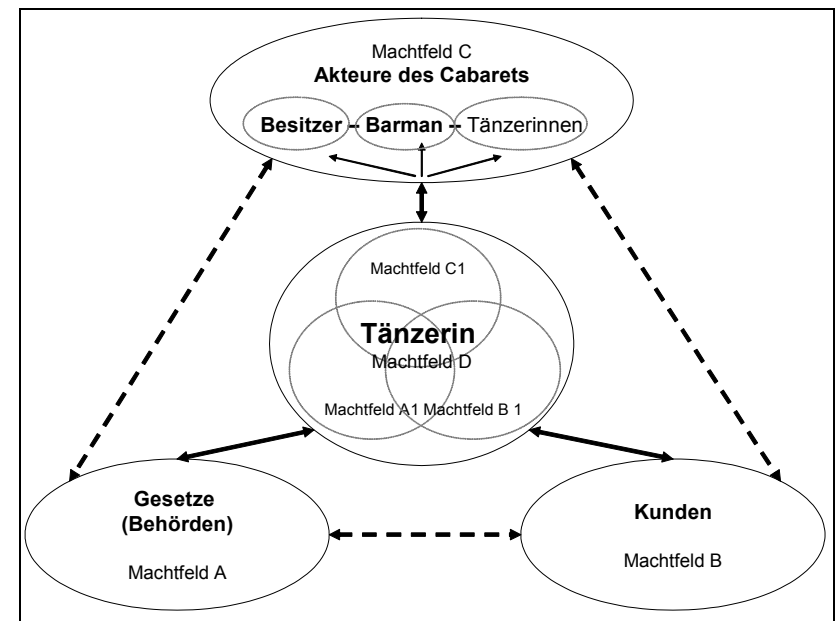 Machtfeld C
Akteure des Cabarets
Besitzer – Barman – Tänzerinnen
Machtfeld C1
Tänzerin
Machtfeld D
Machtfeld A1 Machtfeld B 1
Gesetze
(Behörden)
Machtfeld A
Kunden
Machtfeld B